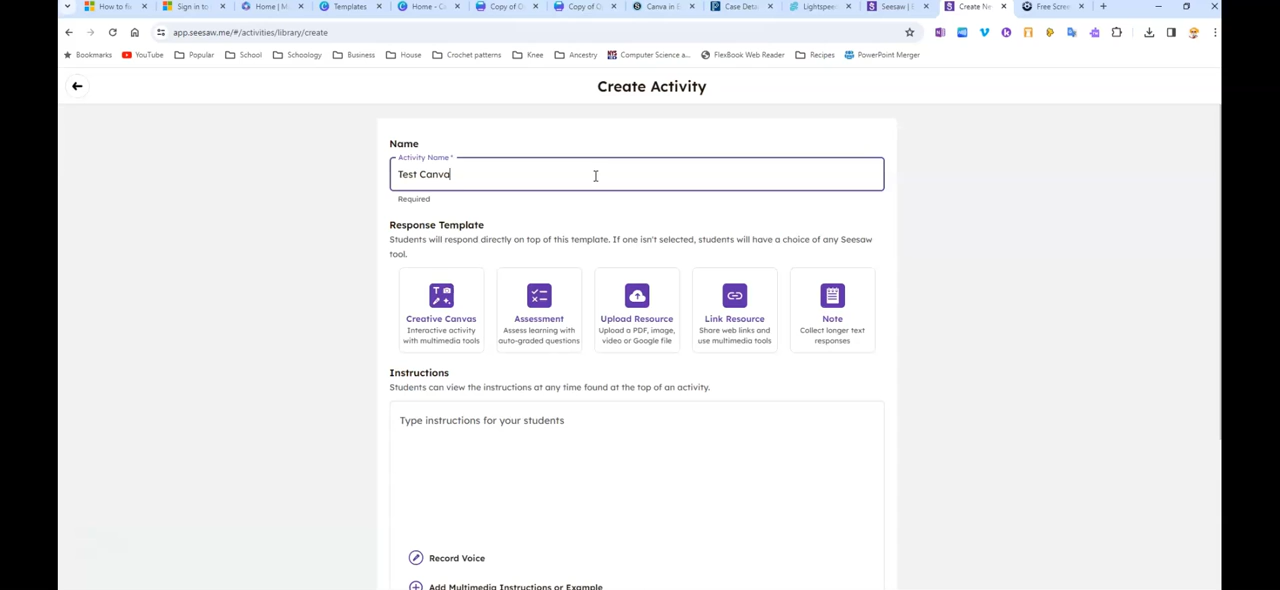 How to fi
Sign in to
Home | M
Templates
Home - C
Copy of C
Copy of C
Canva in E
Case Deta
Lightspee
Seesaw | E
Create Ne
Free Scree
app.seesaw.me/#/activities/library/create
Bookmarks YouTube Popular School Schoology Business House Crochet patterns Knee Ancestry Computer Science a... FlexBook Web Reader Recipes PowerPoint Merger
Create Activity
Name
Activity Name *
Test Canva
Required
Response Template
Students will respond directly on top of this template. If one isn't selected, students will have a choice of any Seesaw
tool.
Creative Canvas
Interactive activity
with multimedia tools
Assessment
Assess learning with
auto-graded questions
Upload Resource
Upload a PDF, image,
video or Google file
Link Resource
Share web links and
use multimedia tools
Note
Collect longer text
responses
Instructions
Students can view the instructions at any time found at the top of an activity.
Type instructions for your students
Record Voice
Add Multimedia Instructions or Example